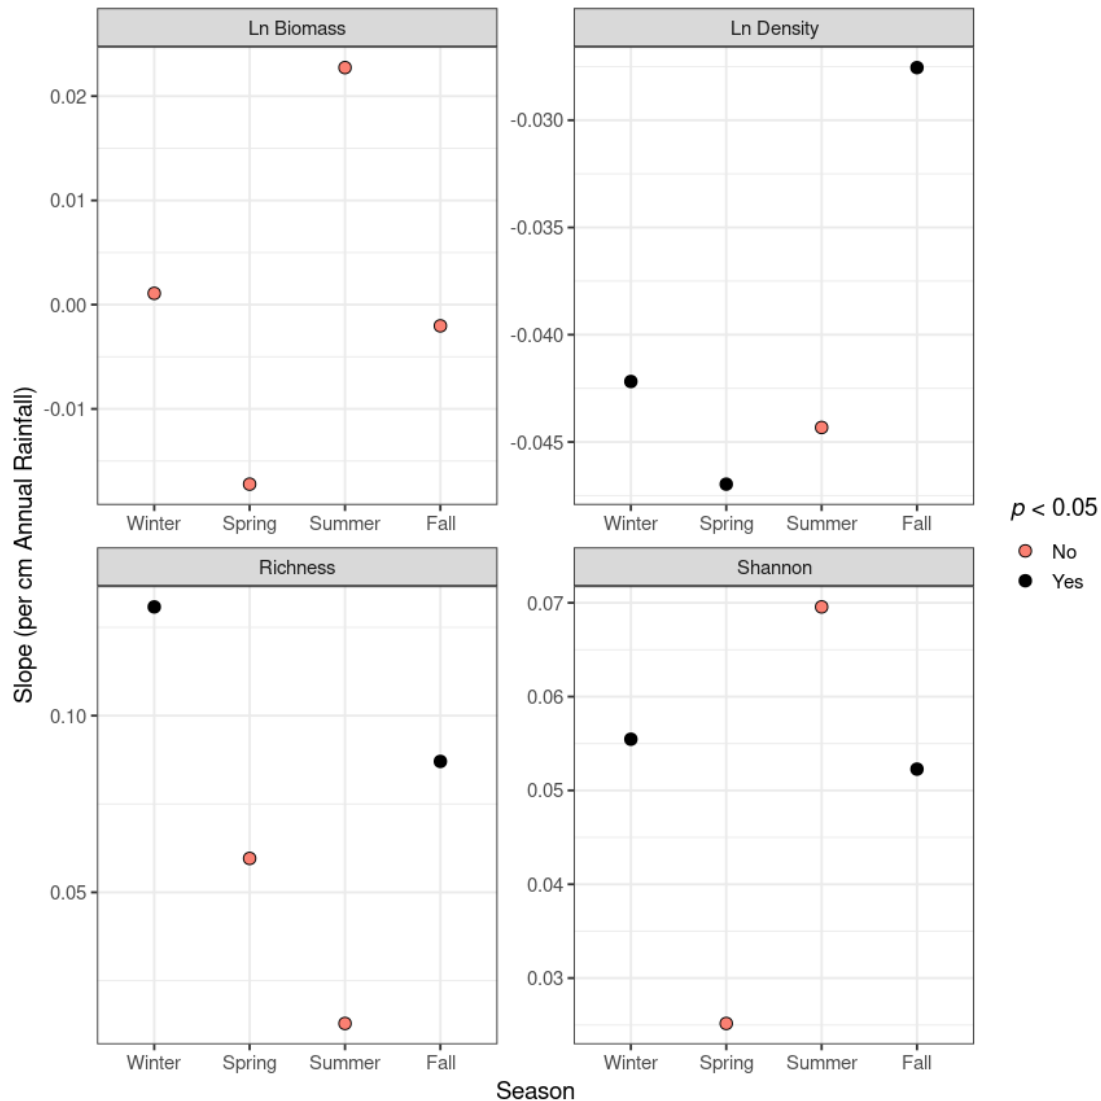 Ln Biomass
Ln Density
0.02
0.01
0.00
-0.01
-0.030
-0.035
-0.040
-0.045
Winter Spring Summer Fall
Winter Spring Summer Fall
Slope (per cm Annual Rainfall)
p < 0.05
No
Yes
Richness
Shannon
0.10
0.05
0.07
0.06
0.05
0.04
0.03
Winter Spring Summer Fall
Winter Spring Summer Fall
Season